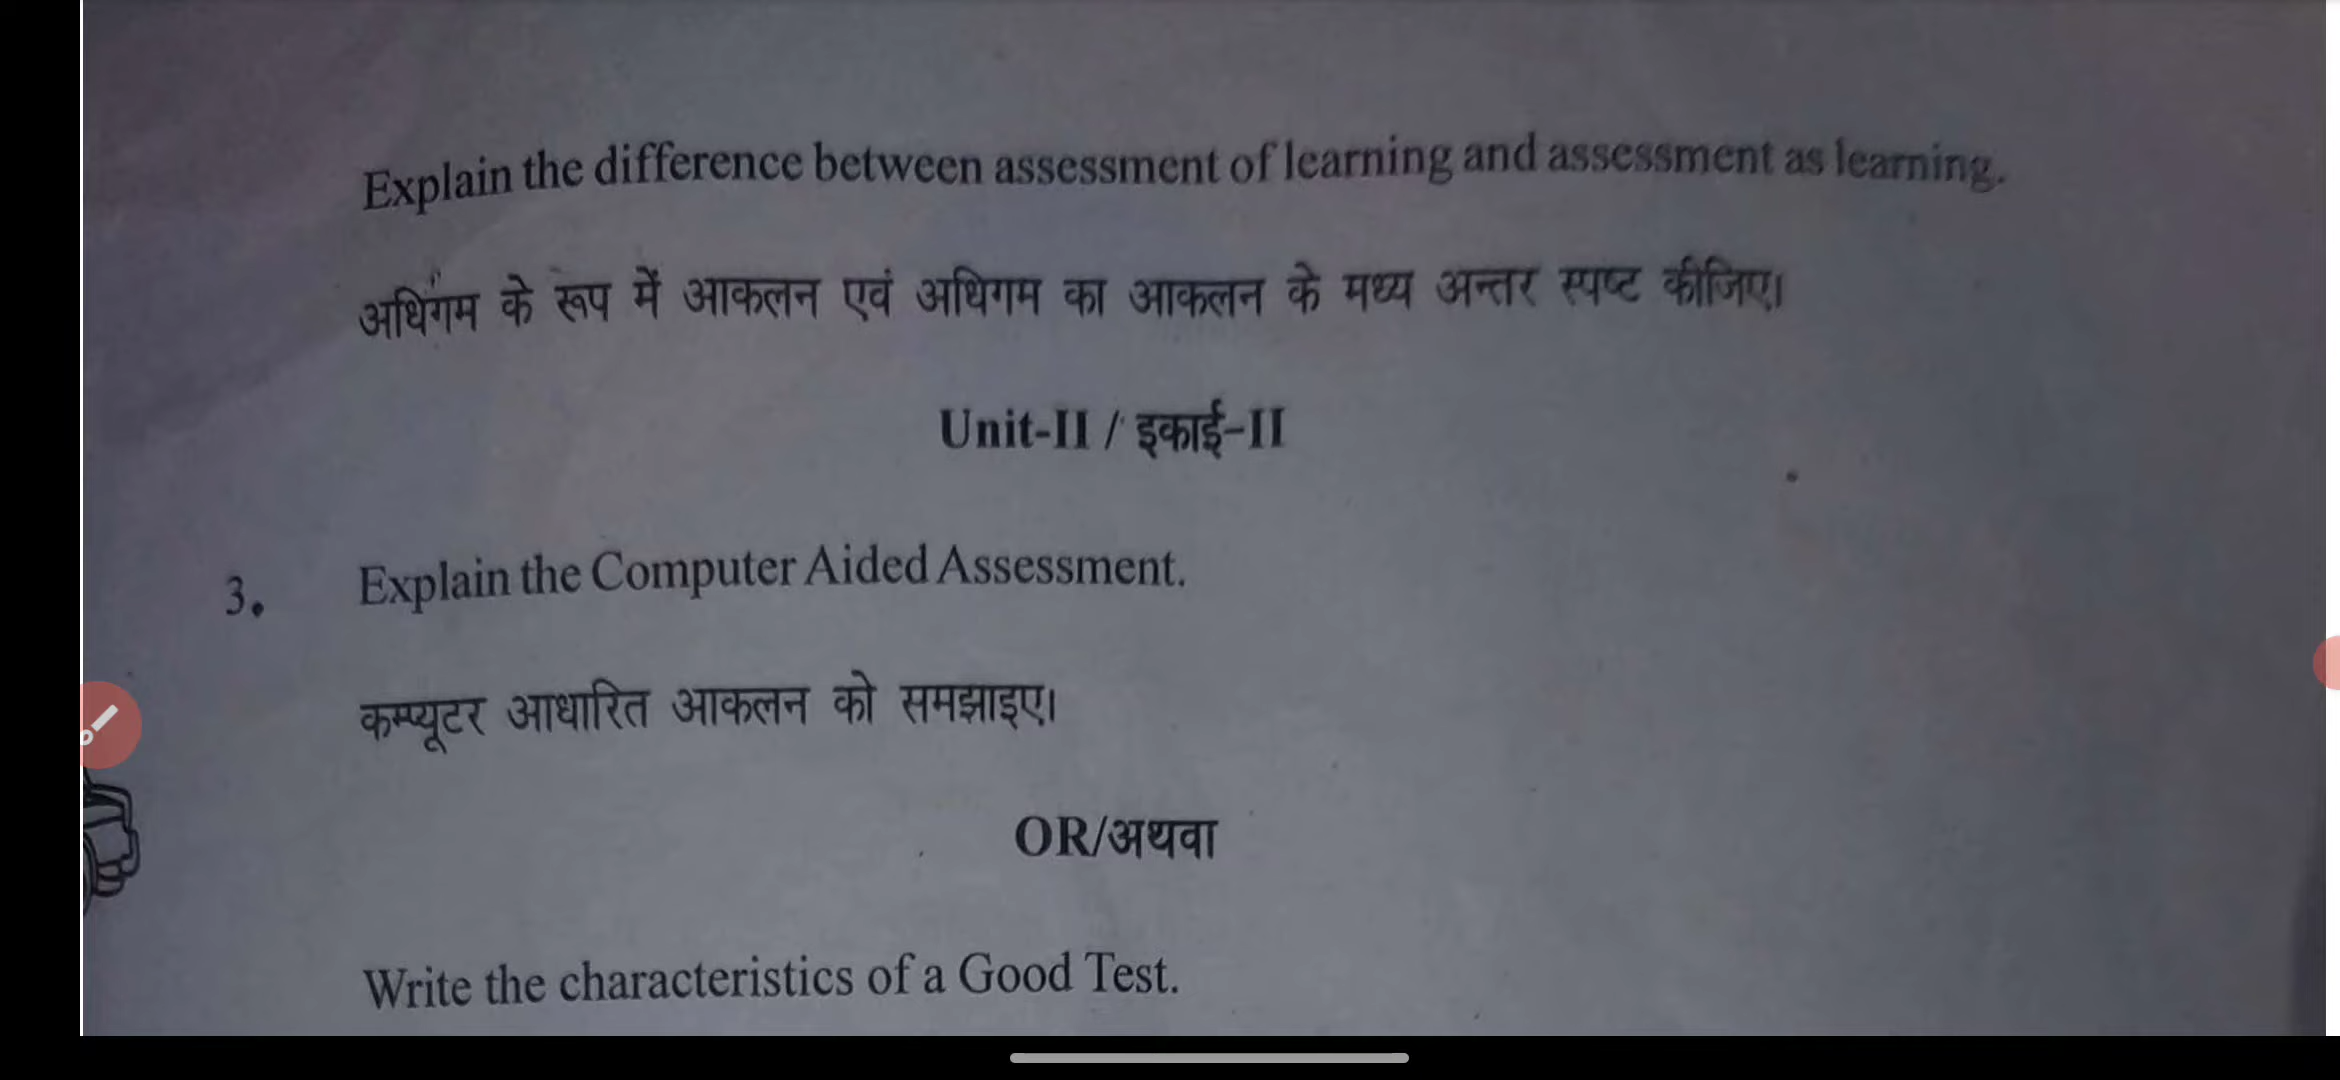 Explain the difference between assessment of learning and assessment as learning.
अधिगम के रूप में आकलन एवं अधिगम का आकलन के मध्य अन्तर स्पष्ट कीजिए।
Unit-II / इकाई-II
3. Explain the Computer Aided Assessment.
कम्प्यूटर आधारित आकलन को समझाइए।
OR/अथवा
Write the characteristics of a Good Test.